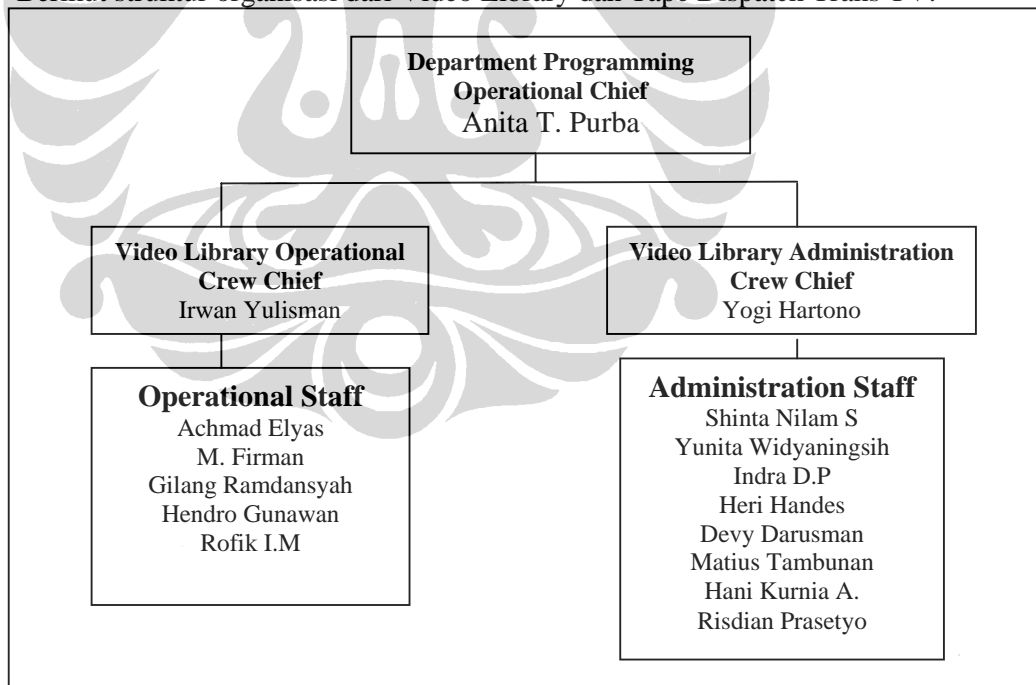 Berikut struktur organisasi dari Video Library dan Tape Dispatch Trans TV:
Department Programming
Operational Chief
Anita T. Purba
Video Library Operational
Crew Chief
Irwan Yulisman
Video Library Administration
Crew Chief
Yogi Hartono
Operational Staff
Achmad Elyas
M. Firman
Gilang Ramdansyah
Hendro Gunawan
Rofik I.M
Administration Staff
Shinta Nilam S
Yunita Widyaningsih
Indra D.P
Heri Handes
Devy Darusman
Matius Tambunan
Hani Kurnia A.
Risdian Prasetyo